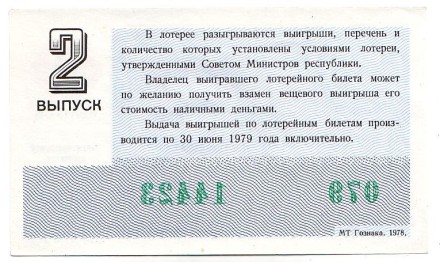 2
ВЫПУСК
В лотерее разыгрываются выигрыши, перечень и
количество которых установлены условиями лотереи,
утвержденными Советом Министров республики.
Владелец выигравшего лотерейного билета может
по желанию получить взамен вещевого выигрыша его
стоимость наличными деньгами.
Выдача выигрышей по лотерейным билетам произ-
водится по 30 июня 1979 года включительно.
14423 079
МТ Гознака. 1978.